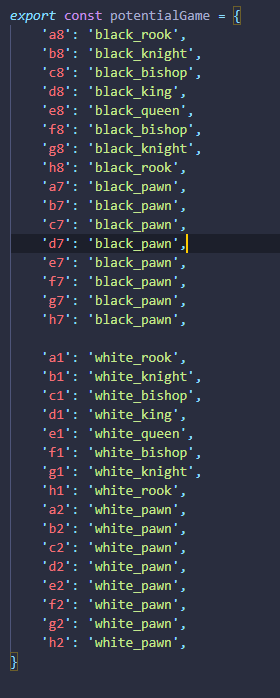 export const potentialGame = {
'a8': 'black_rook',
'b8': 'black_knight',
'c8': 'black_bishop',
'd8': 'black_king',
'e8': 'black_queen',
'f8': 'black_bishop',
'g8': 'black_knight',
'h8': 'black_rook',
'a7': 'black_pawn',
'b7': 'black_pawn',
'c7': 'black_pawn',
'd7': 'black_pawn',
'e7': 'black_pawn',
'f7': 'black_pawn',
'g7': 'black_pawn',
'h7': 'black_pawn',
'a1': 'white_rook',
'b1': 'white_knight',
'c1': 'white_bishop',
'd1': 'white_king',
'e1': 'white_queen',
'f1': 'white_bishop',
'g1': 'white_knight',
'h1': 'white_rook',
'a2': 'white_pawn',
'b2': 'white_pawn',
'c2': 'white_pawn',
'd2': 'white_pawn',
'e2': 'white_pawn',
'f2': 'white_pawn',
'g2': 'white_pawn',
'h2': 'white_pawn',
}